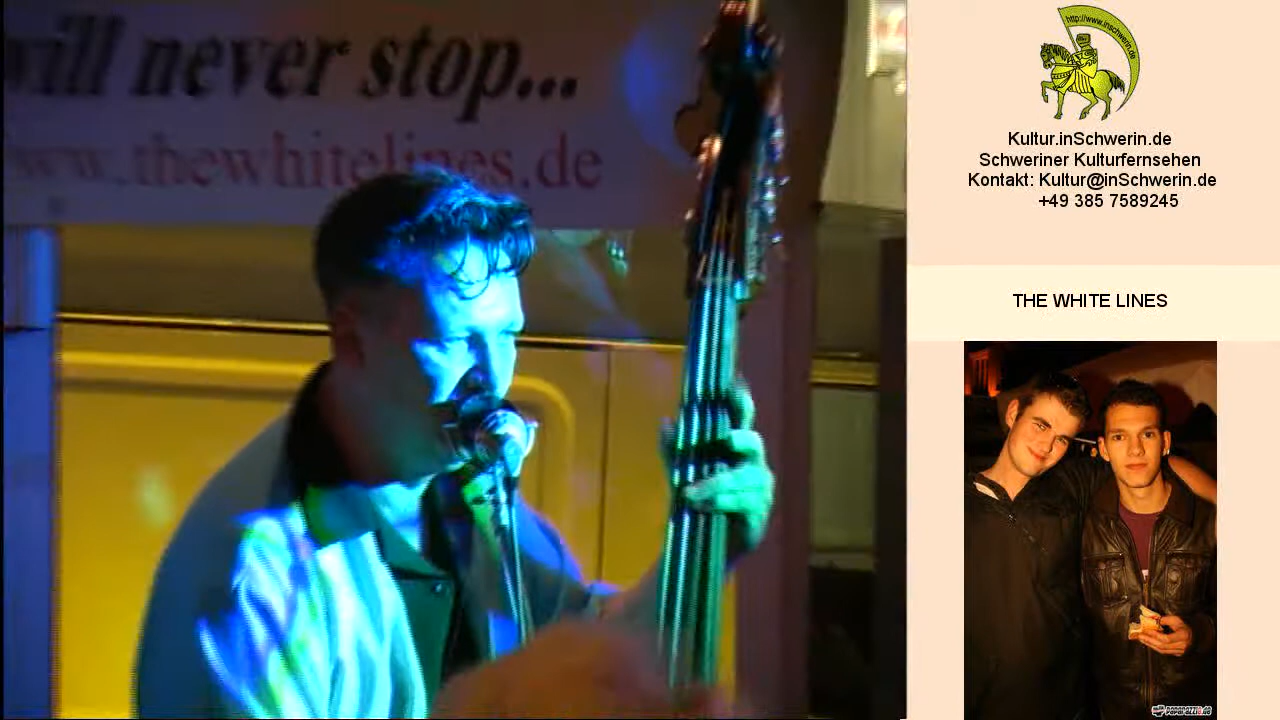 will never stop...
www.thewhitelines.de
http://www.inschwerin.de
Kultur.inSchwerin.de
Schweriner Kulturfernsehen
Kontakt: Kultur@inSchwerin.de
+49 385 7589245
THE WHITE LINES